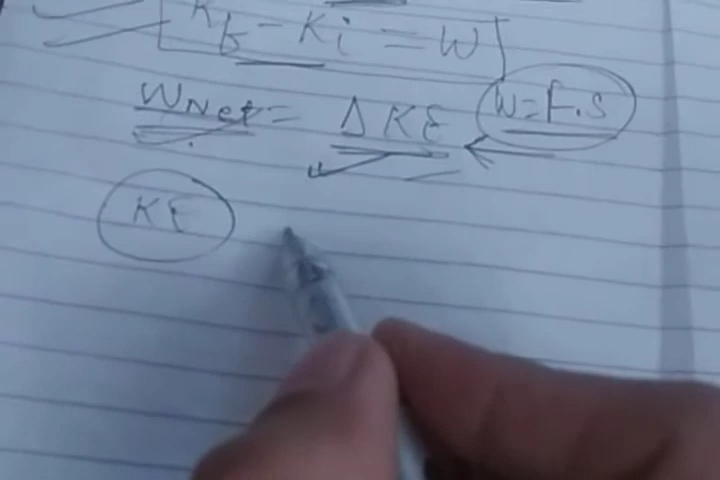 [Kf - Ki = W]
WNet = ΔKE W=F.S
KE